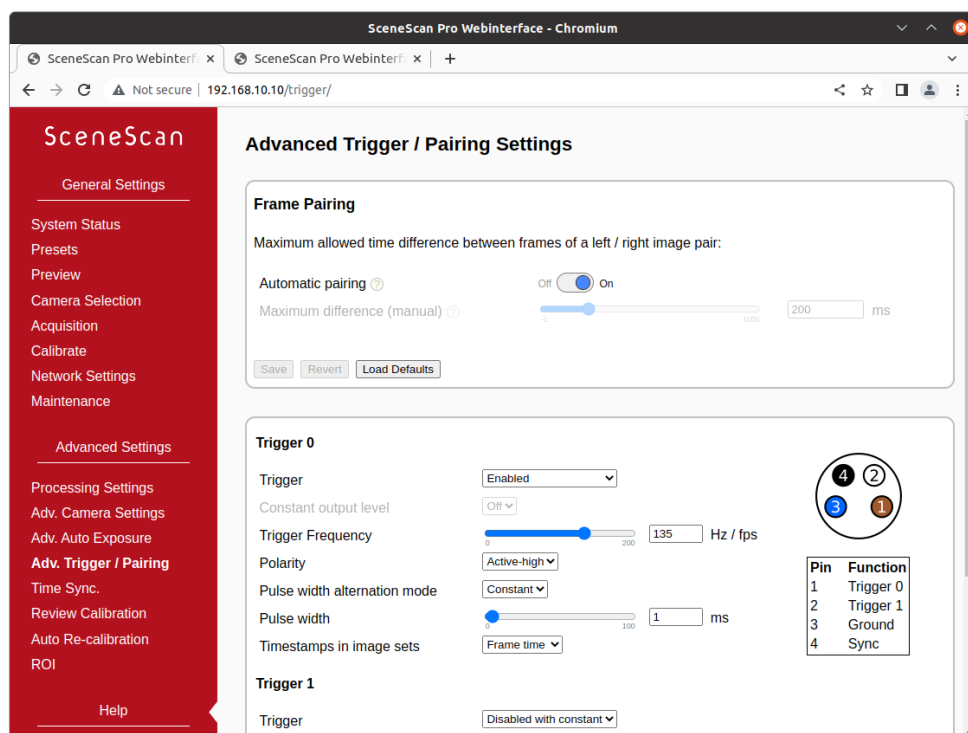 SceneScan Pro Webinterface - Chromium
SceneScan Pro Webinterf
SceneScan Pro Webinterf
Not secure
192.168.10.10/trigger/
SceneScan
General Settings
System Status
Presets
Preview
Camera Selection
Acquisition
Calibrate
Network Settings
Maintenance
Advanced Settings
Processing Settings
Adv. Camera Settings
Adv. Auto Exposure
Adv. Trigger / Pairing
Time Sync.
Review Calibration
Auto Re-calibration
ROI
Help
Advanced Trigger / Pairing Settings
Frame Pairing
Maximum allowed time difference between frames of a left / right image pair:
Automatic pairing ? Off On
Maximum difference (manual) ? -1 1000 200 ms
Save Revert Load Defaults
Trigger 0
Trigger Enabled
Constant output level Off
Trigger Frequency 0 200 135 Hz / fps
Polarity Active-high
Pulse width alternation mode Constant
Pulse width 0 100 1 ms
Timestamps in image sets Frame time
4 2
3 1
Pin Function
1 Trigger 0
2 Trigger 1
3 Ground
4 Sync
Trigger 1
Trigger Disabled with constant